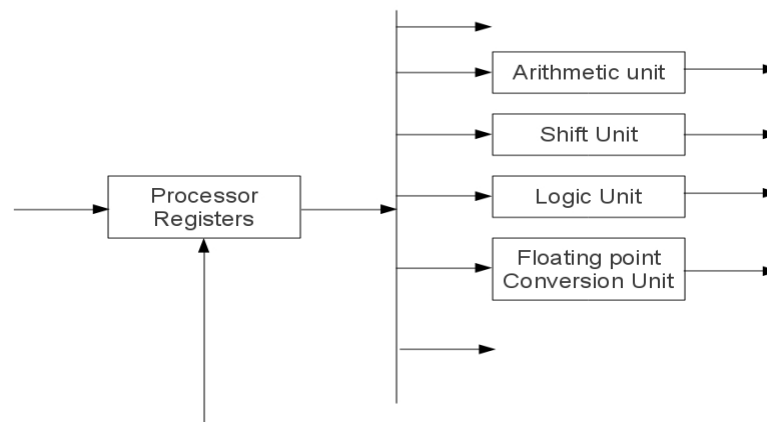 Arithmetic unit
Shift Unit
Processor
Registers
Logic Unit
Floating point
Conversion Unit